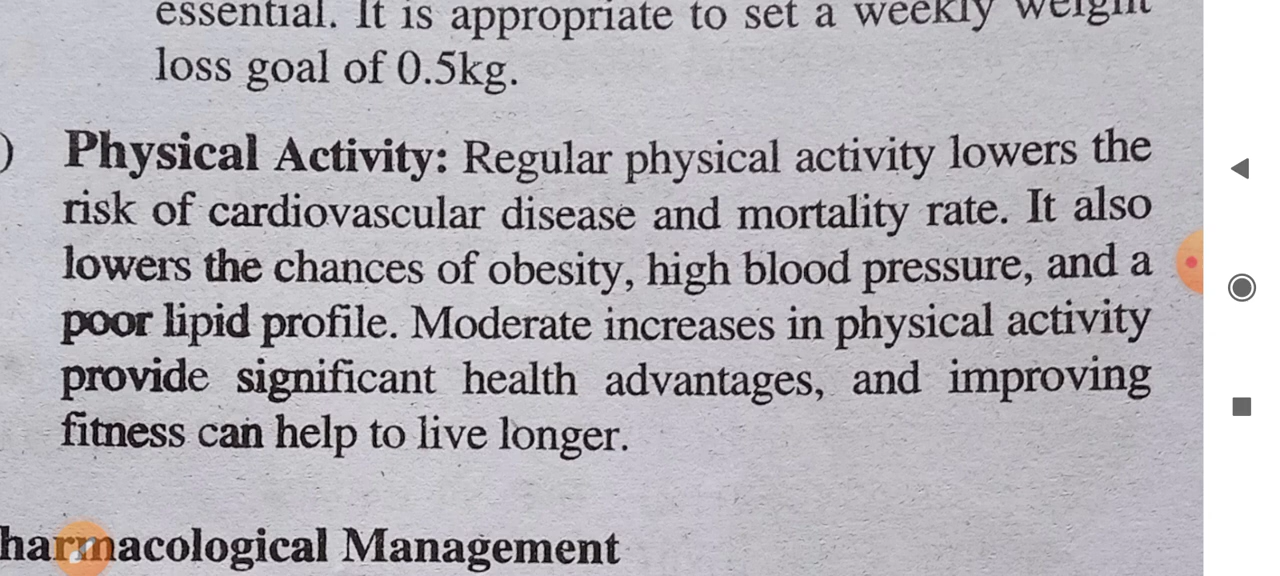 essential. It is appropriate to set a weekly weight
loss goal of 0.5kg.
) Physical Activity: Regular physical activity lowers the
risk of cardiovascular disease and mortality rate. It also
lowers the chances of obesity, high blood pressure, and a
poor lipid profile. Moderate increases in physical activity
provide significant health advantages, and improving
fitness can help to live longer.
harmacological Management